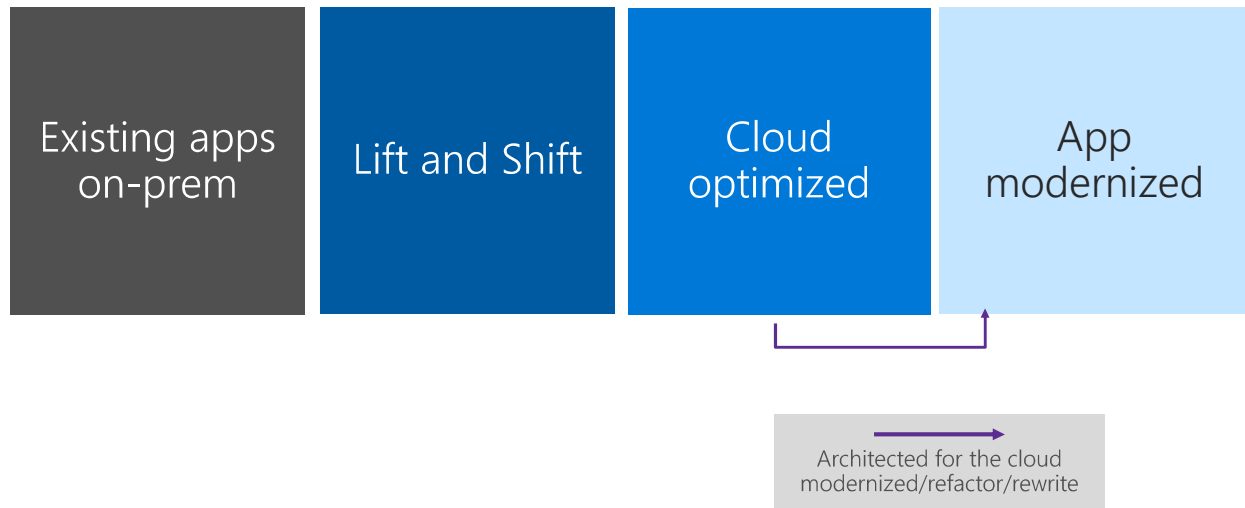 Existing apps
on-prem
Lift and Shift
Cloud
optimized
App
modernized
Architected for the cloud
modernized/refactor/rewrite